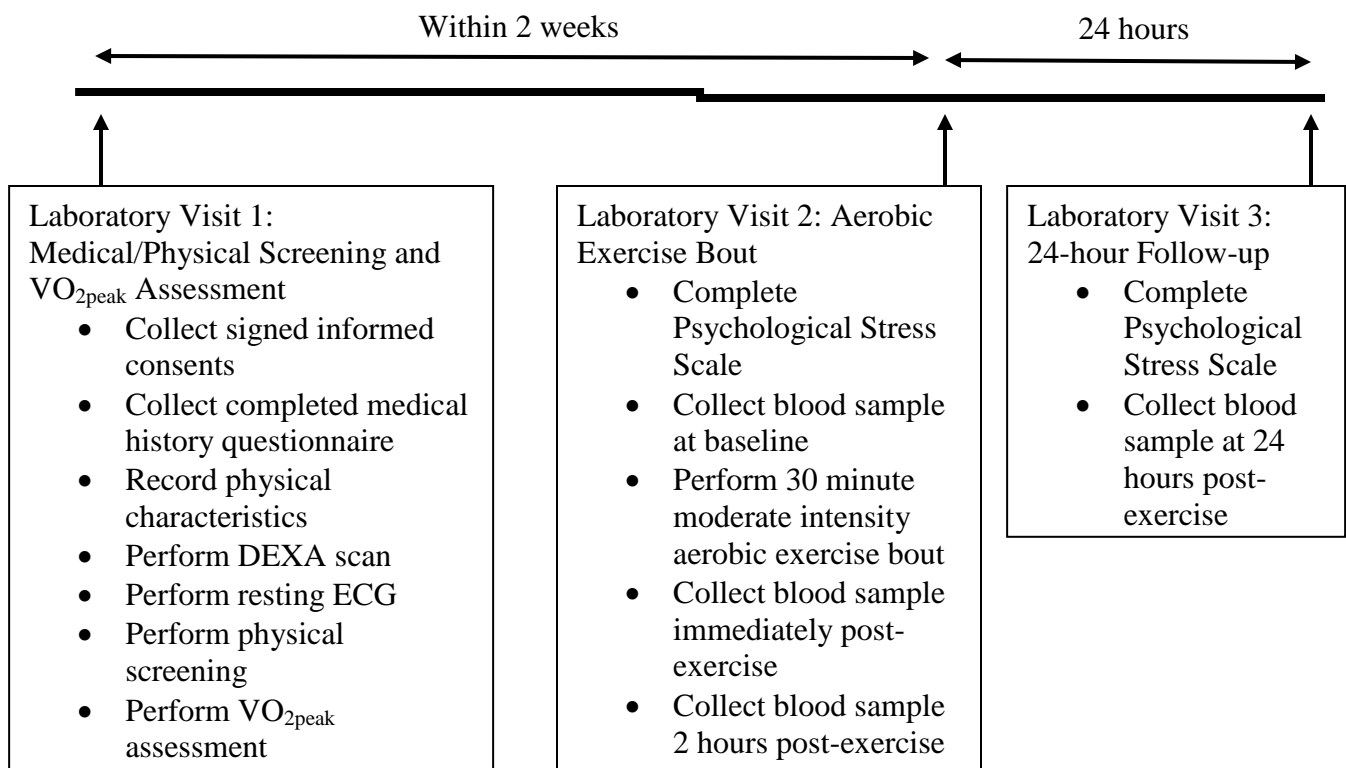 Within 2 weeks
24 hours
Laboratory Visit 1:
Medical/Physical Screening and
VO2peak Assessment
• Collect signed informed
consents
• Collect completed medical
history questionnaire
• Record physical
characteristics
• Perform DEXA scan
• Perform resting ECG
• Perform physical
screening
• Perform VO2peak
assessment
Laboratory Visit 2: Aerobic
Exercise Bout
• Complete
Psychological Stress
Scale
• Collect blood sample
at baseline
• Perform 30 minute
moderate intensity
aerobic exercise bout
• Collect blood sample
immediately post-
exercise
• Collect blood sample
2 hours post-exercise
Laboratory Visit 3:
24-hour Follow-up
• Complete
Psychological
Stress Scale
• Collect blood
sample at 24
hours post-
exercise